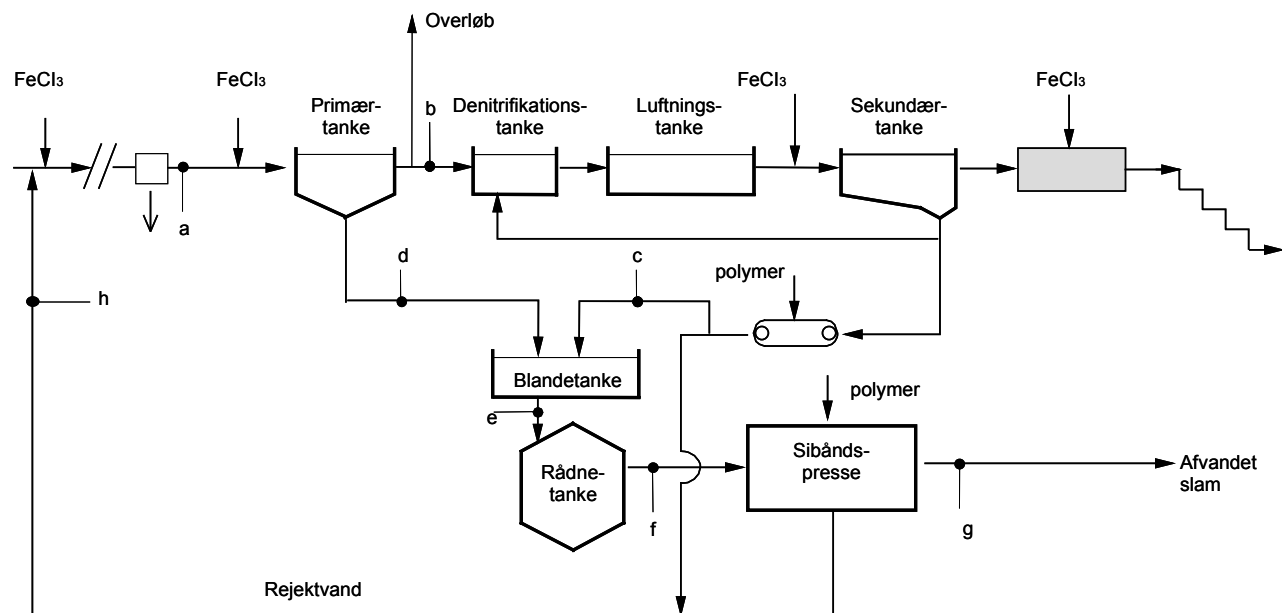 Overløb
FeCl3
FeCl3
Primær-
tanke
b
Denitrifikations-
tanke
Luftnings-
tanke
FeCl3
Sekundær-
tanke
FeCl3
a
d
c
polymer
h
Blandetanke
polymer
e
Rådne-
tanke
f
Sibånds-
presse
g
Afvandet
slam
Rejektvand